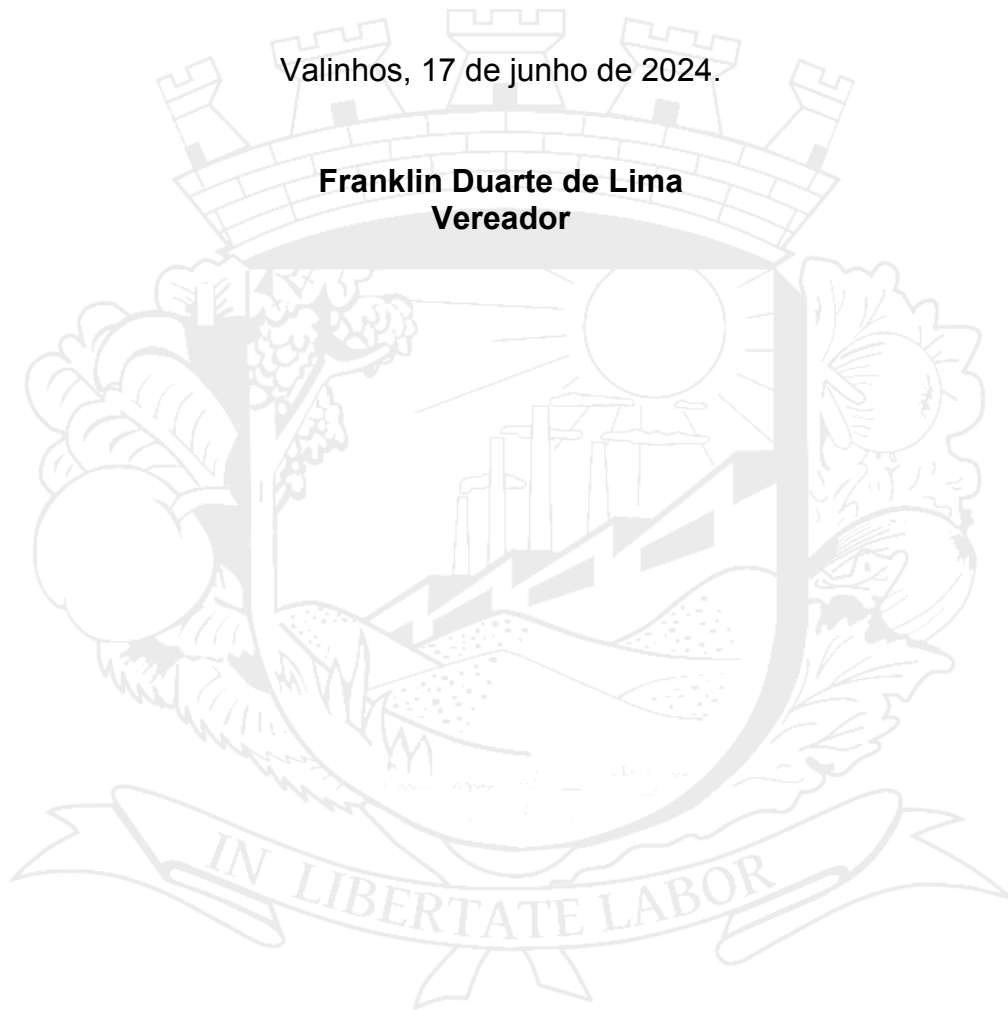 Valinhos, 17 de junho de 2024.
Franklin Duarte de Lima
Vereador
IN LIBERTATE LABOR